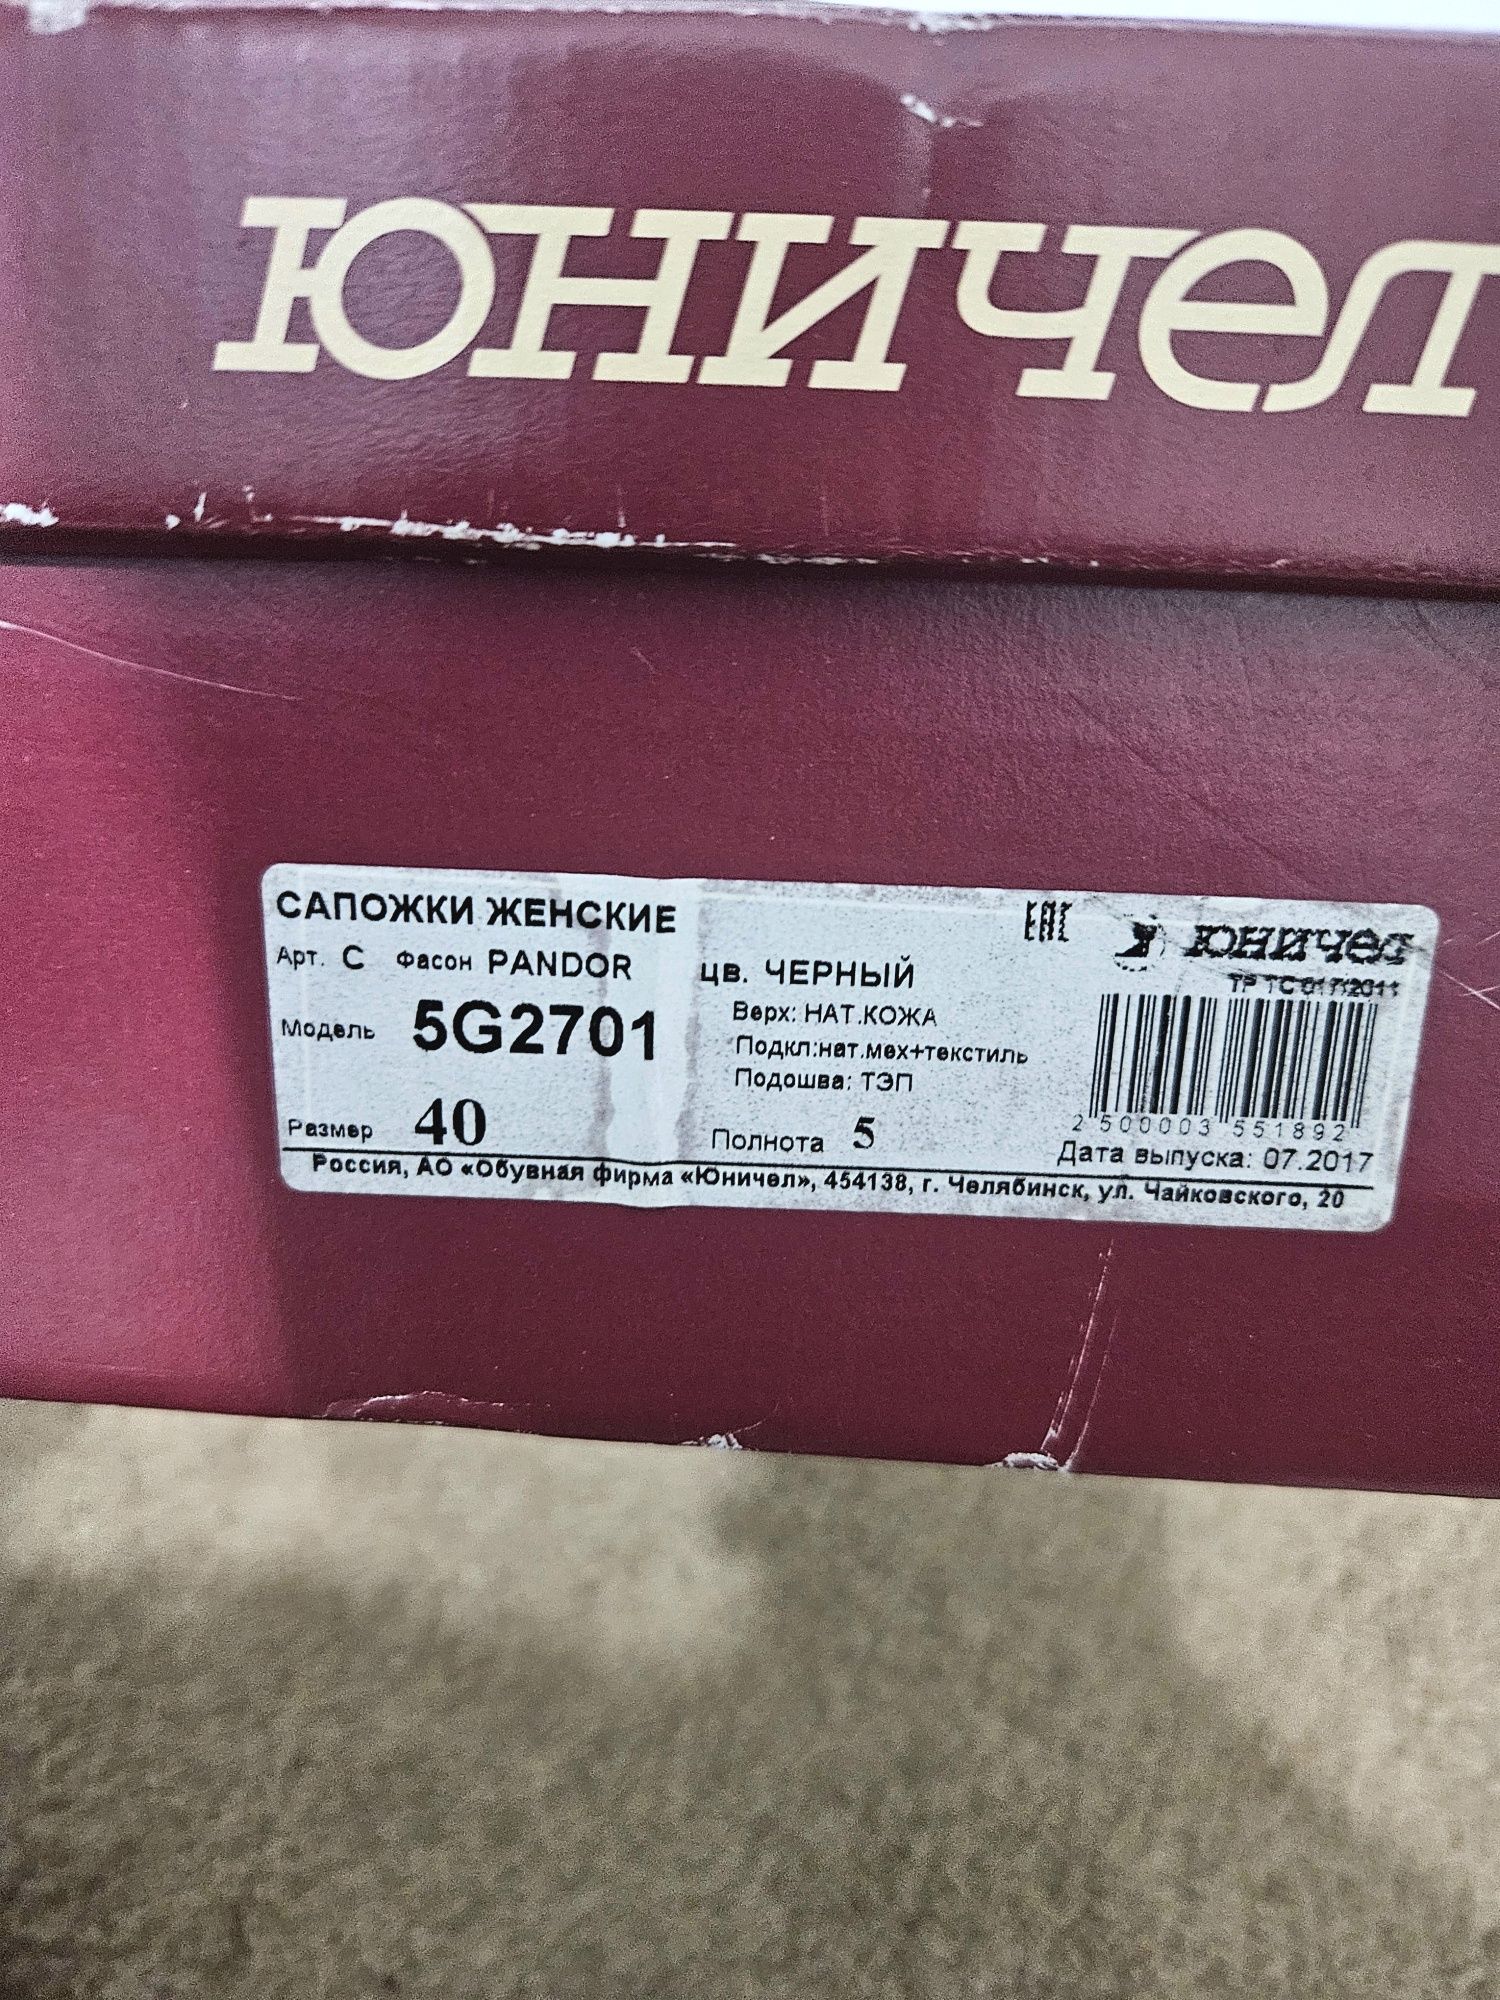 ЮНИЧЕЛ
САПОЖКИ ЖЕНСКИЕ
Арт. С Фасон PANDOR цв. ЧЕРНЫЙ
Модель 5G2701
Размер 40
Верх: НАТ.КОЖА
Подкл:нат.мех+текстиль
Подошва: ТЭП
Полнота 5
EAC
ЮНИЧЕЛ
ТР ТС 017/2011
2 500003 551892
Дата выпуска: 07.2017
Россия, АО «Обувная фирма «Юничел», 454138, г. Челябинск, ул. Чайковского, 20